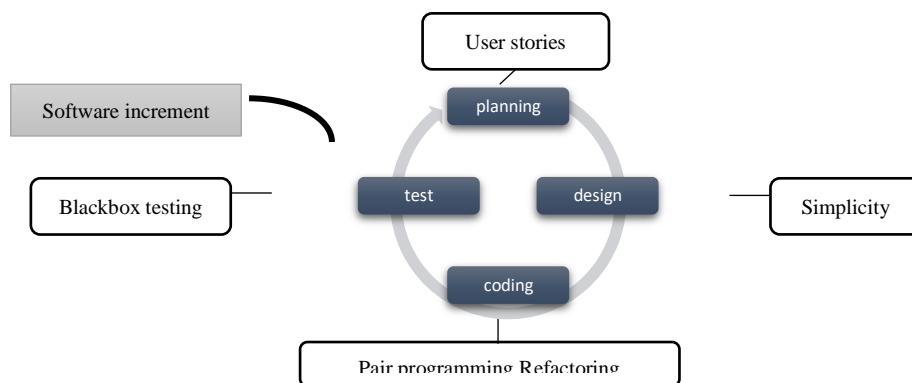 User stories
planning
Software increment
test
design
Blackbox testing
Simplicity
coding
Pair programming Refactoring